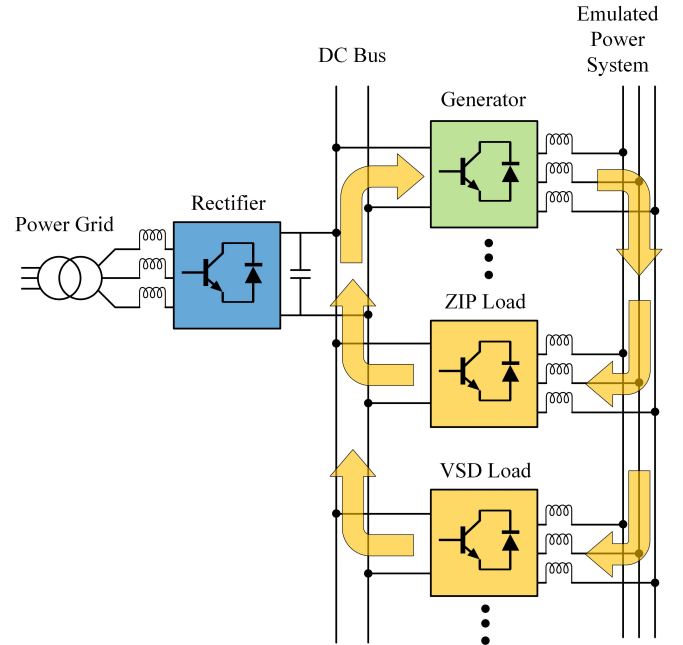 Emulated
Power
System
DC Bus
Generator
Rectifier
Power Grid
ZIP Load
VSD Load